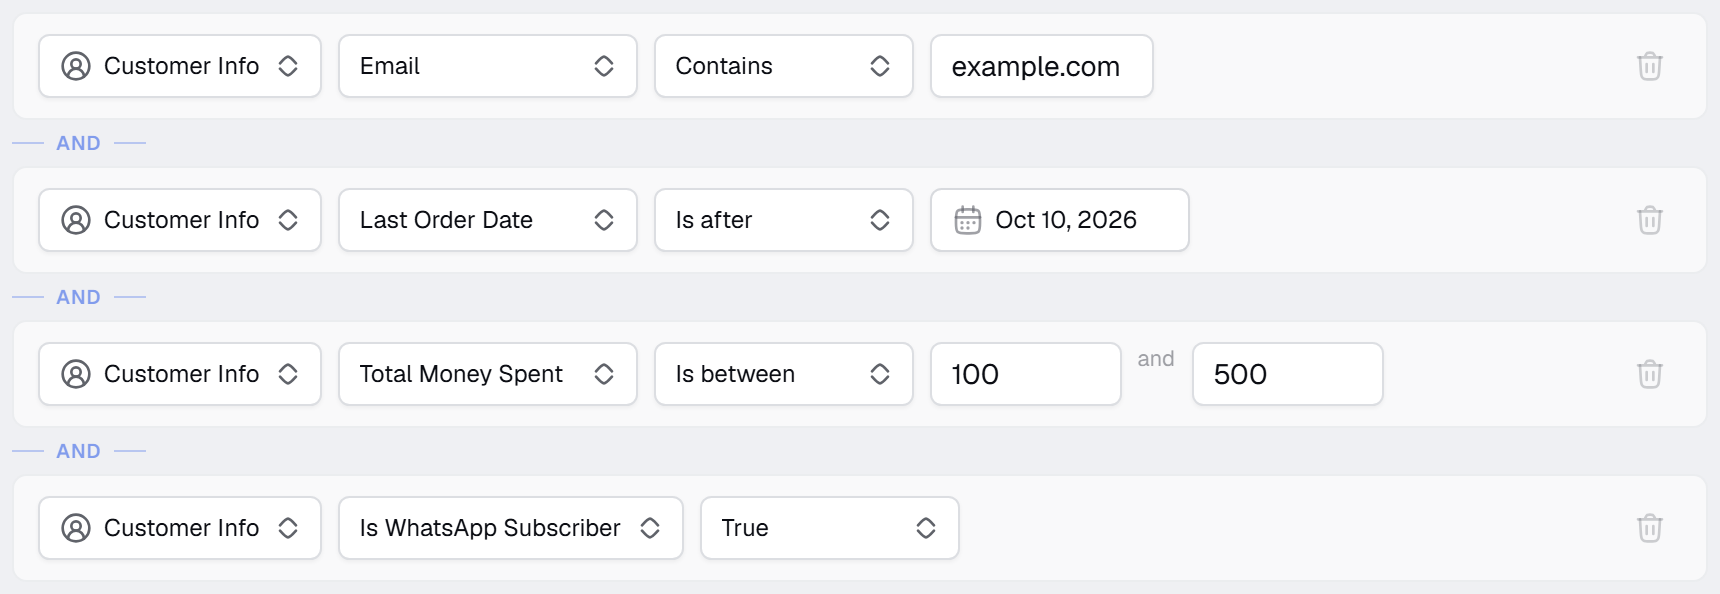 Customer Info Email Contains example.com
AND
Customer Info Last Order Date Is after Oct 10, 2026
AND
Customer Info Total Money Spent Is between 100 and 500
AND
Customer Info Is WhatsApp Subscriber True